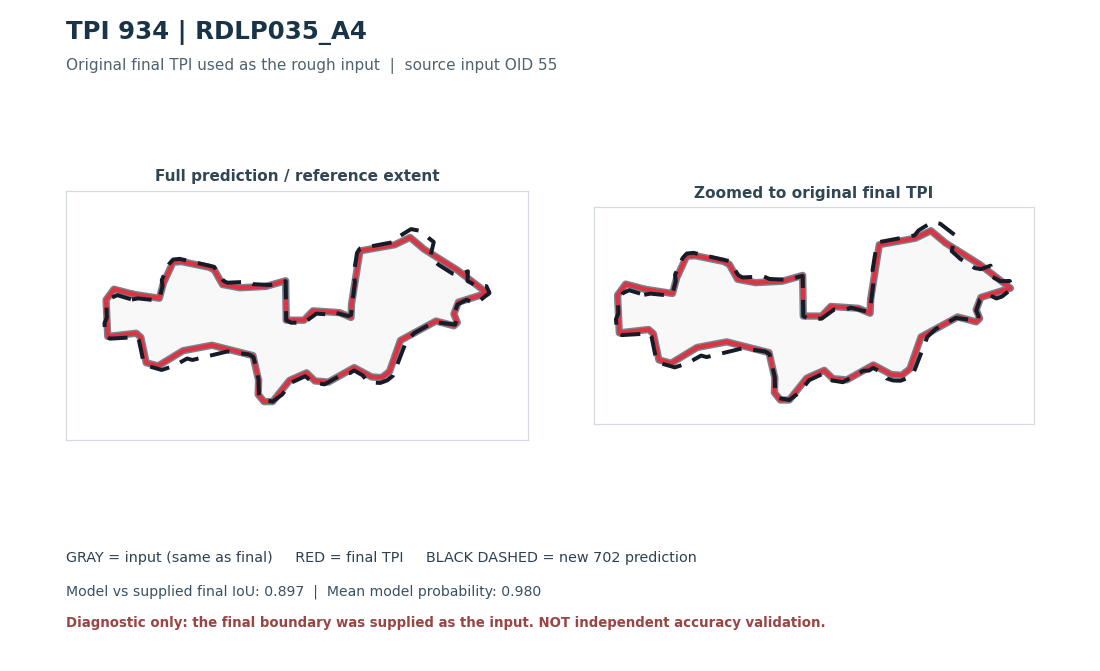 TPI 934 | RDLP035_A4
Original final TPI used as the rough input | source input OID 55
Full prediction / reference extent
Zoomed to original final TPI
GRAY = input (same as final) RED = final TPI BLACK DASHED = new 702 prediction
Model vs supplied final IoU: 0.897 | Mean model probability: 0.980
Diagnostic only: the final boundary was supplied as the input. NOT independent accuracy validation.